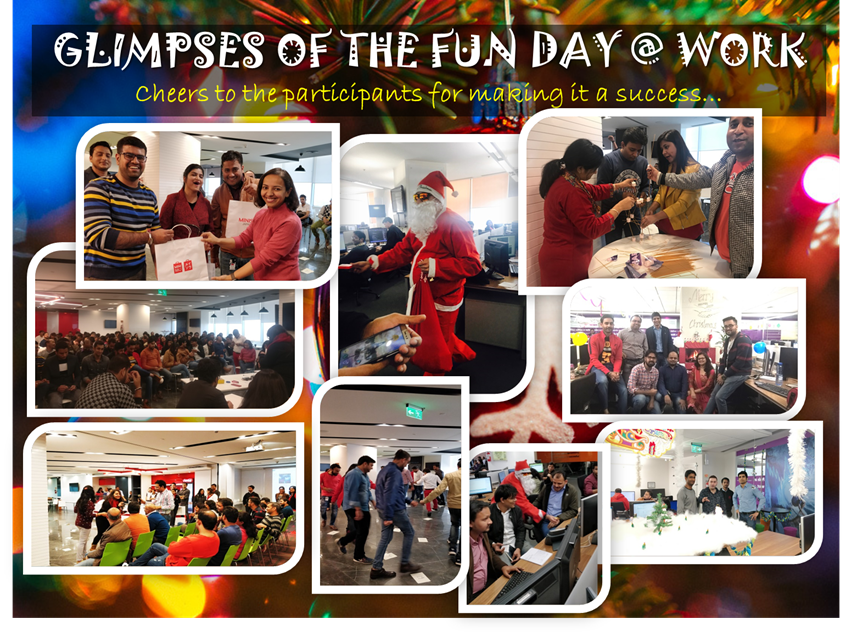 GLIMPSES OF THE FUN DAY @ WORK
Cheers to the participants for making it a success...